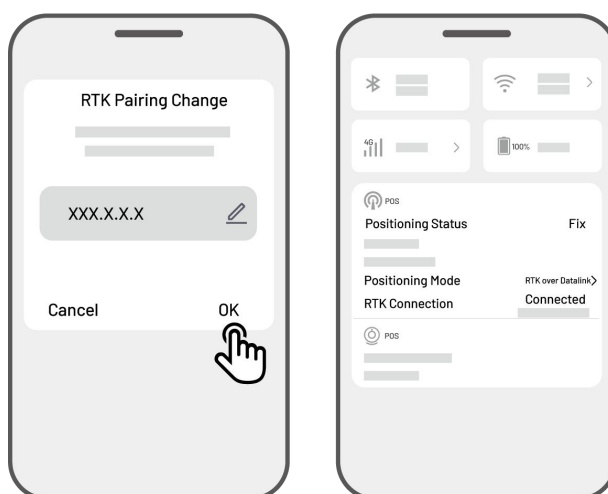 RTK Pairing Change
XXX.X.X.X
Cancel
OK
4G
100%
POS
Positioning Status
Fix
Positioning Mode
RTK over Datalink
RTK Connection
Connected
POS